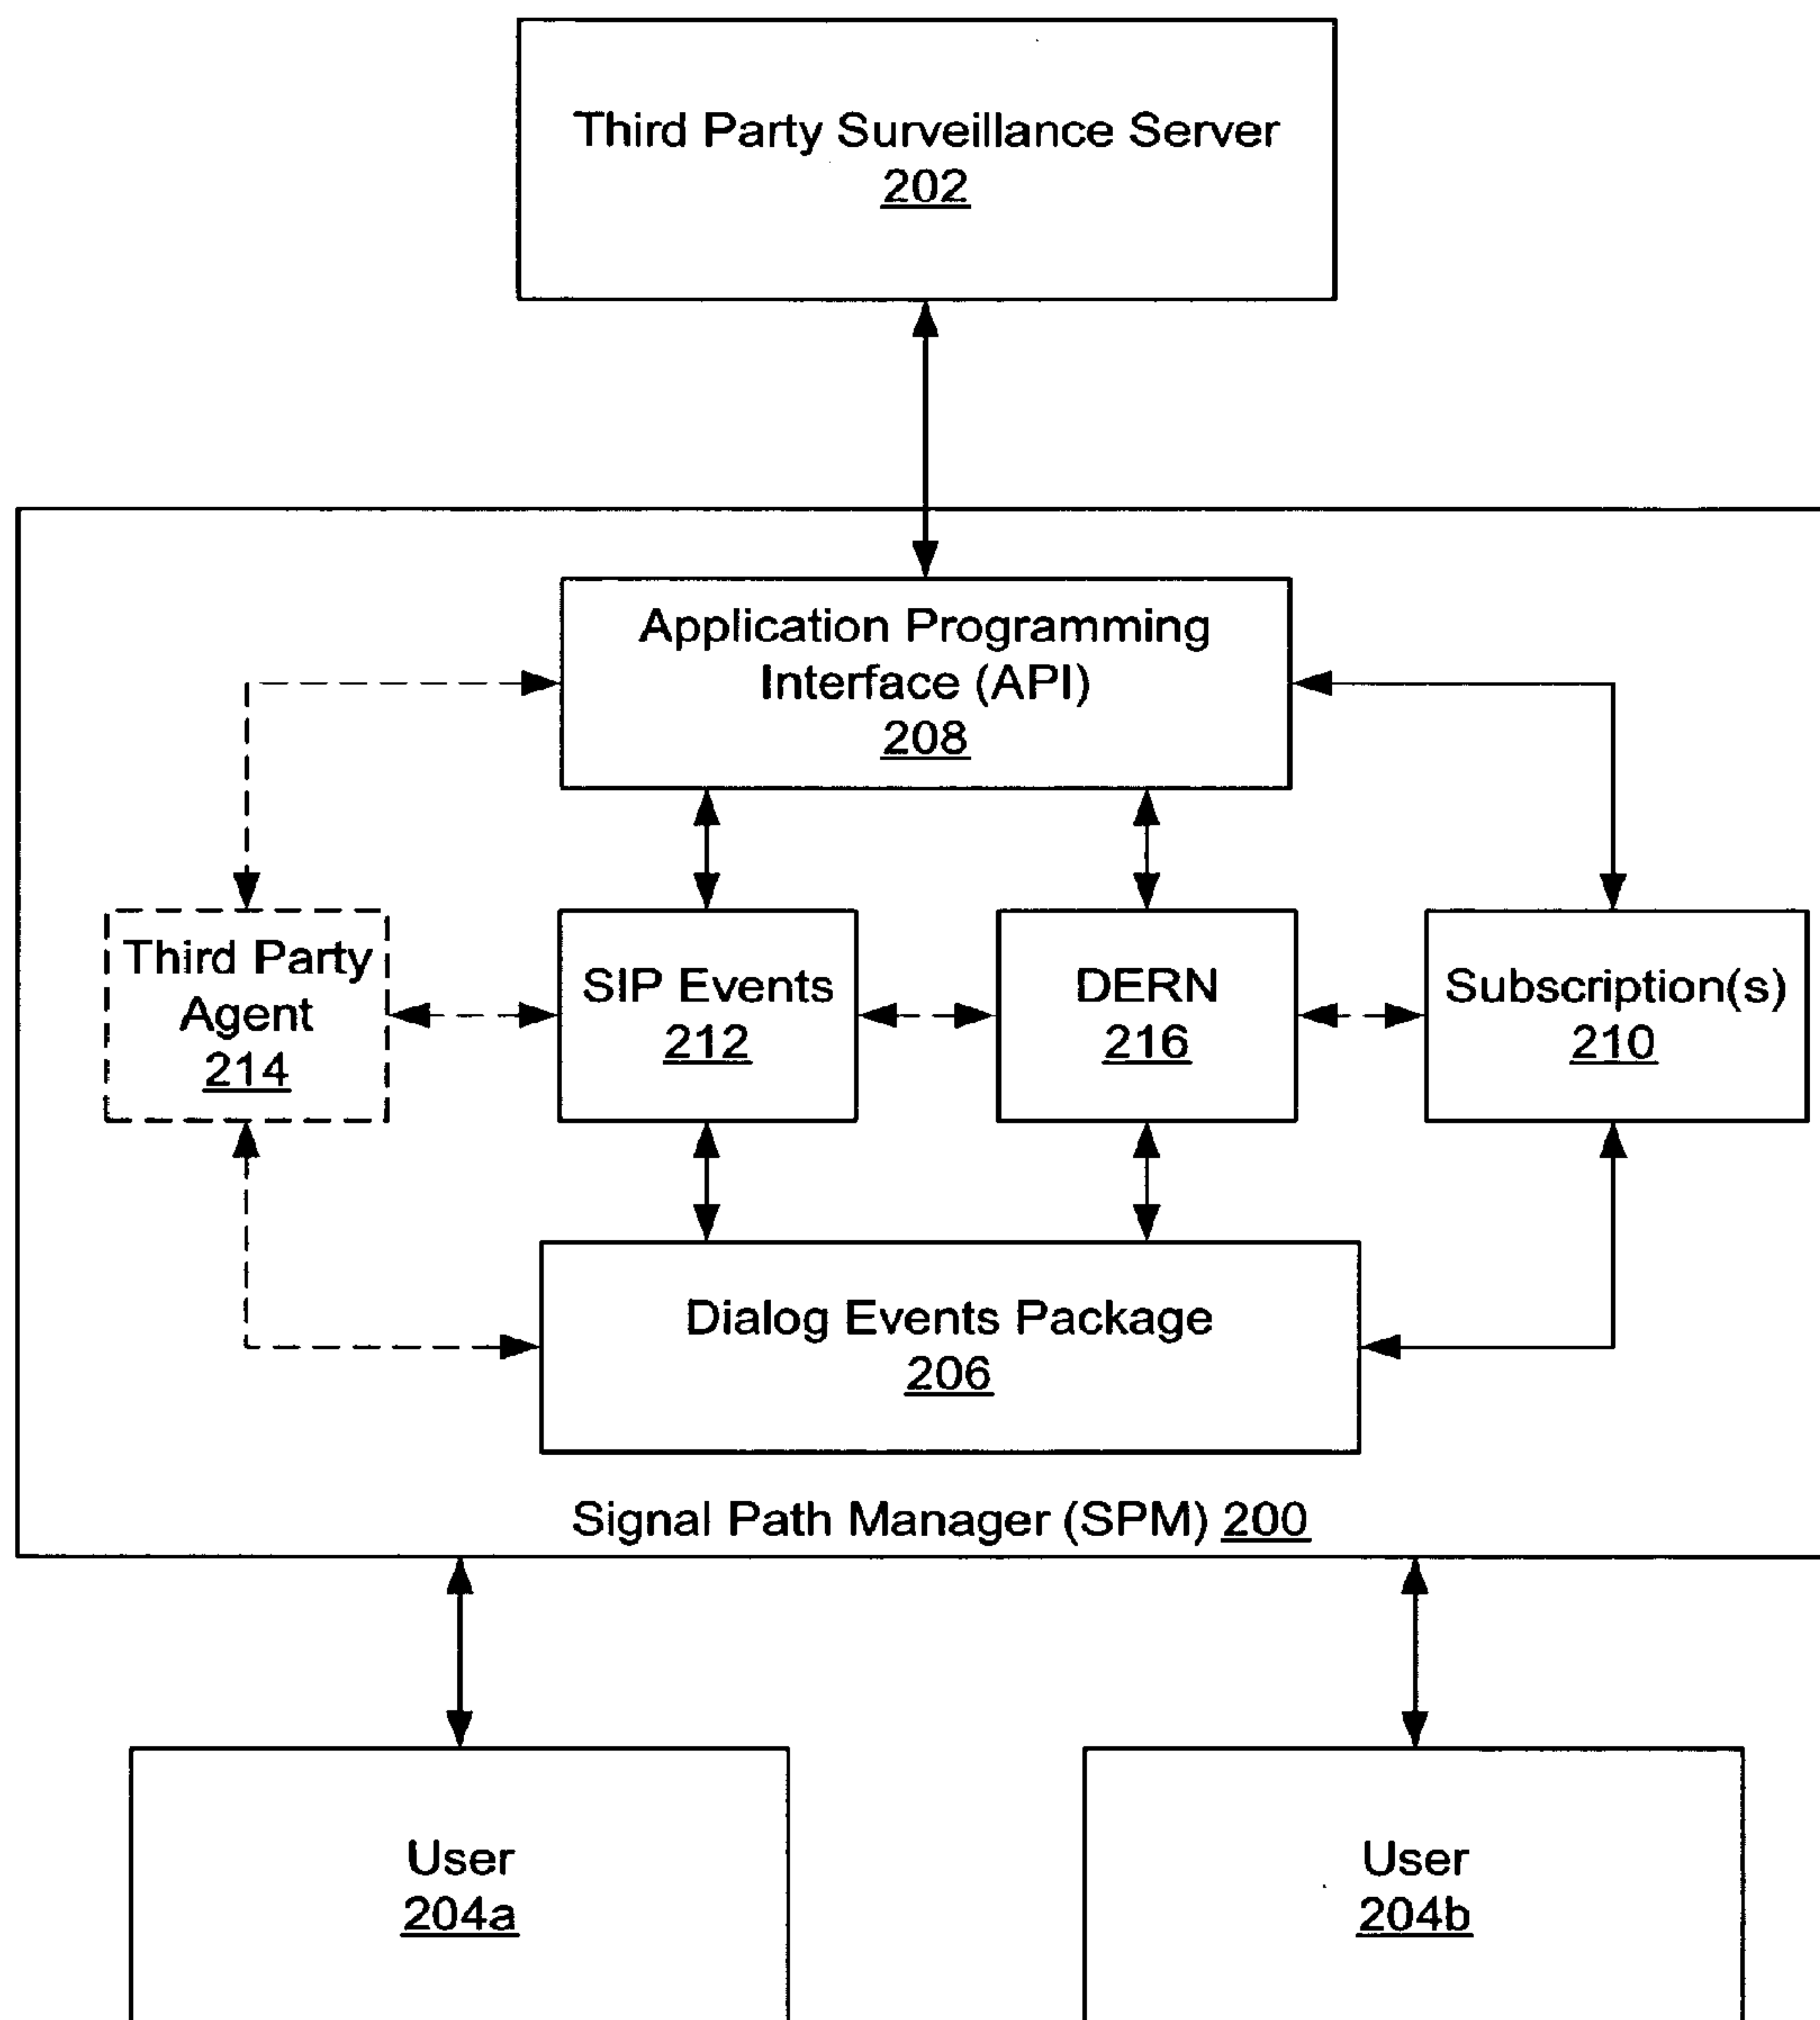 Third Party Surveillance Server
202
Application Programming
Interface (API)
208
Third Party
Agent
214
SIP Events
212
DERN
216
Subscription(s)
210
Dialog Events Package
206
Signal Path Manager (SPM) 200
User
204a
User
204b